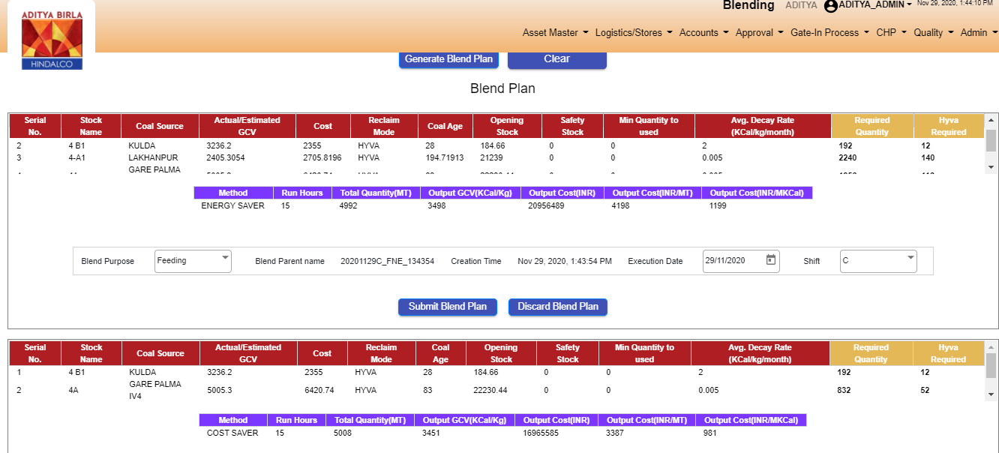 Blending ADITYA ADITYA_ADMIN Nov 29, 2020, 1:44:10 PM
ADITYA BIRLA
HINDALCO
Asset Master Logistics/Stores Accounts Approval Gate-In Process CHP Quality Admin
Generate Blend Plan Clear
Blend Plan
Serial No. Stock Name Coal Source Actual/Estimated GCV Cost Reclaim Mode Coal Age Opening Stock Safety Stock Min Quantity to used Avg. Decay Rate (KCal/kg/month) Required Quantity Hyva Required
2 4 B1 KULDA 3236.2 2355 HYVA 28 184.66 0 0 2 192 12
3 4-A1 LAKHANPUR 2405.3054 2705.8196 HYVA 194.71913 21239 0 0 0.005 2240 140
GARE PALMA
Method Run Hours Total Quantity(MT) Output GCV(KCal/Kg) Output Cost(INR) Output Cost(INR/MT) Output Cost(INR/MKCal)
ENERGY SAVER 15 4992 3498 20956489 4198 1199
Blend Purpose Feeding Blend Parent name 20201129C_FNE_134354 Creation Time Nov 29, 2020, 1:43:54 PM Execution Date 29/11/2020 Shift C
Submit Blend Plan Discard Blend Plan
Serial No. Stock Name Coal Source Actual/Estimated GCV Cost Reclaim Mode Coal Age Opening Stock Safety Stock Min Quantity to used Avg. Decay Rate (KCal/kg/month) Required Quantity Hyva Required
1 4 B1 KULDA 3236.2 2355 HYVA 28 184.66 0 0 2 192 12
2 4A GARE PALMA IV4 5005.3 6420.74 HYVA 83 22230.44 0 0 0.005 832 52
Method Run Hours Total Quantity(MT) Output GCV(KCal/Kg) Output Cost(INR) Output Cost(INR/MT) Output Cost(INR/MKCal)
COST SAVER 15 5008 3451 16965585 3387 981